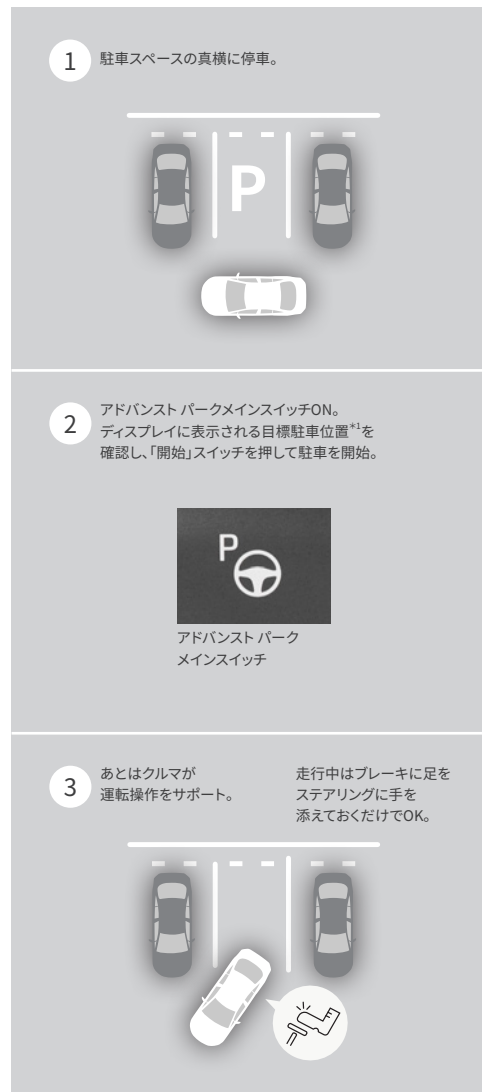 1
駐車スペースの真横に停車。
P
2
アドバンスト パークメインスイッチON。
ディスプレイに表示される目標駐車位置*1を
確認し、「開始」スイッチを押して駐車を開始。
P
アドバンスト パーク
メインスイッチ
3
あとはクルマが
運転操作をサポート。
走行中はブレーキに足を
ステアリングに手を
添えておくだけでOK。